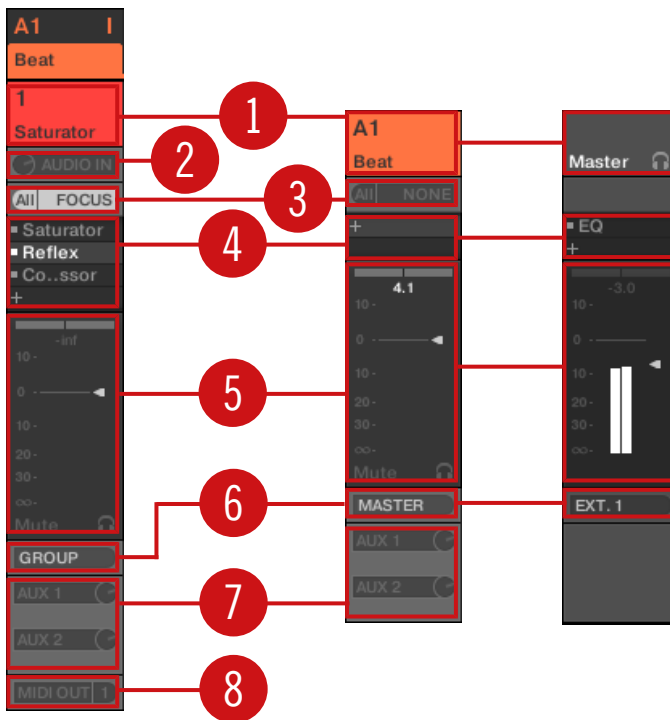 A1 I
Beat
1
Saturator
AUDIO IN
All FOCUS
Saturator
Reflex
Co..ssor
+
-inf
10 -
0 -
10 -
20 -
30 -
∞-
Mute
GROUP
AUX 1
AUX 2
MIDI OUT 1
1
2
3
4
5
6
7
8
A1
Beat
All NONE
+
4.1
10 -
0 -
10 -
20 -
30 -
∞-
Mute
MASTER
AUX 1
AUX 2
Master
EQ
+
-3.0
10 -
0 -
10 -
20 -
30 -
∞-
EXT. 1